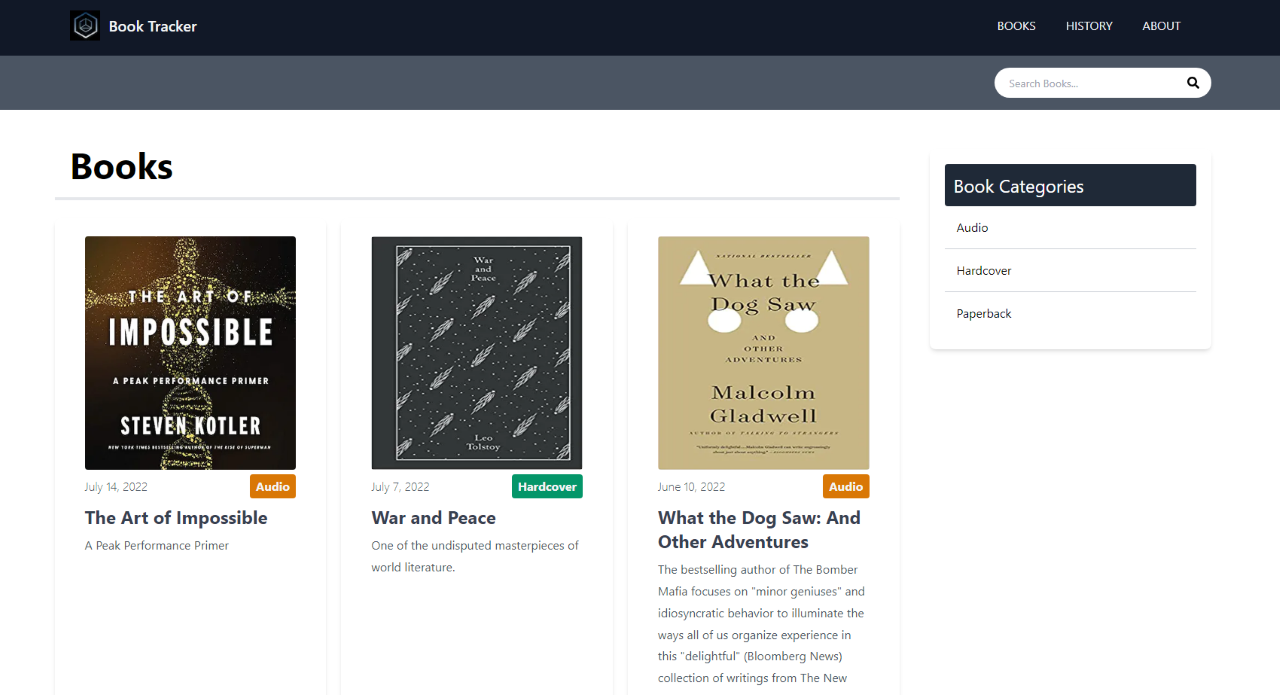 Book Tracker
BOOKS
HISTORY
ABOUT
Search Books...
Books
THE ART OF
IMPOSSIBLE
A PEAK PERFORMANCE PRIMER
STEVEN KOTLER
NEW YORK TIMES BESTSELLING AUTHOR OF THE RISE OF SUPERMAN
July 14, 2022
Audio
The Art of Impossible
A Peak Performance Primer
War
and
Peace
Leo
Tolstoy
July 7, 2022
Hardcover
War and Peace
One of the undisputed masterpieces of
world literature.
NATIONAL BESTSELLER
What the
Dog Saw
AND
OTHER
ADVENTURES
Malcolm
Gladwell
AUTHOR OF TALKING TO STRANGERS
June 10, 2022
Audio
What the Dog Saw: And
Other Adventures
The bestselling author of The Bomber
Mafia focuses on "minor geniuses" and
idiosyncratic behavior to illuminate the
ways all of us organize experience in
this "delightful" (Bloomberg News)
collection of writings from The New
Book Categories
Audio
Hardcover
Paperback